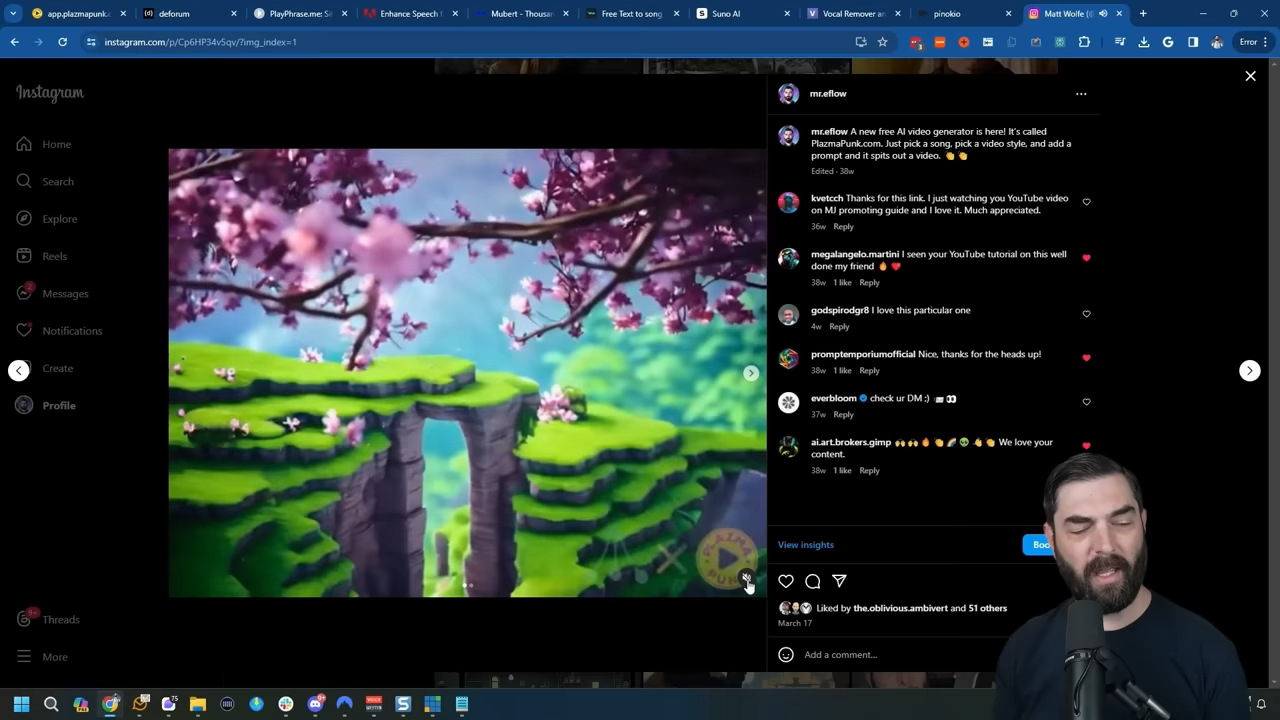 app.plazmapunk.c
deforum
PlayPhrase.me: S
Enhance Speech f
Mubert - Thousan
Free Text to song
Suno AI
Vocal Remover an
pinokio
Matt Wolfe (
instagram.com/p/Cp6HP34v5qv/?img_index=1
Error
Instagram
Home
Search
Explore
Reels
2
Messages
Notifications
Create
Profile
9+
Threads
More
PLAZMA
PUNK
mr.eflow
mr.eflow A new free AI video generator is here! It's called
PlazmaPunk.com. Just pick a song, pick a video style, and add a
prompt and it spits out a video. 👏 👏
Edited · 38w
kvetcch Thanks for this link, I just watching you YouTube video
on MJ promoting guide and I love it. Much appreciated.
36w Reply
megalangelo.martini I seen your YouTube tutorial on this well
done my friend 🔥 ❤️
38w 1 like Reply
godspirodgr8 I love this particular one
4w Reply
promptemporiumofficial Nice, thanks for the heads up!
38w 1 like Reply
everbloom check ur DM ;) 📨 👀
37w Reply
ai.art.brokers.gimp 🙌 🙌 🔥 👏 🌈 👽 👍 👏 We love your
content.
38w 1 like Reply
View insights
Boo
Liked by the.oblivious.ambivert and 51 others
March 17
Add a comment...